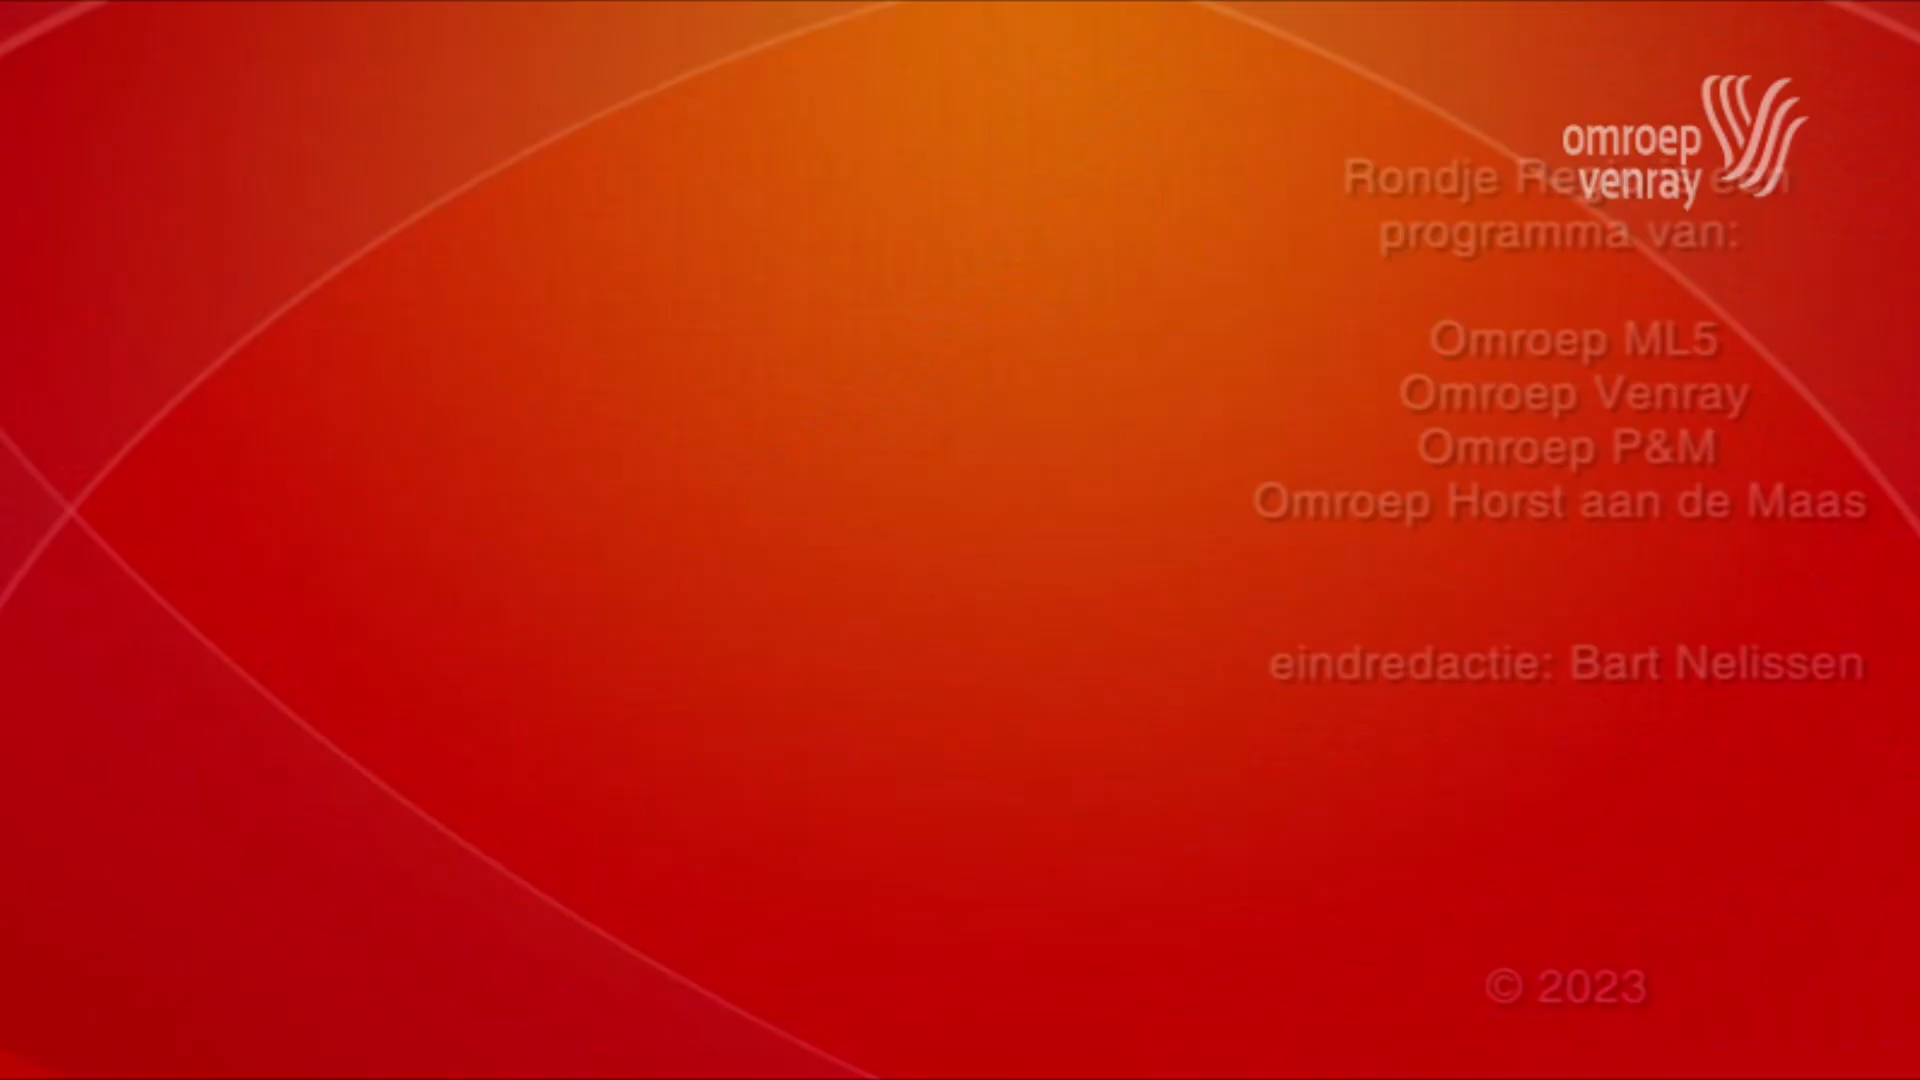 omroep
venray
Rondje
programma van:
Omroep ML5
Omroep Venray
Omroep P&M
Omroep Horst aan de Maas
eindredactie: Bart Nelissen
© 2023